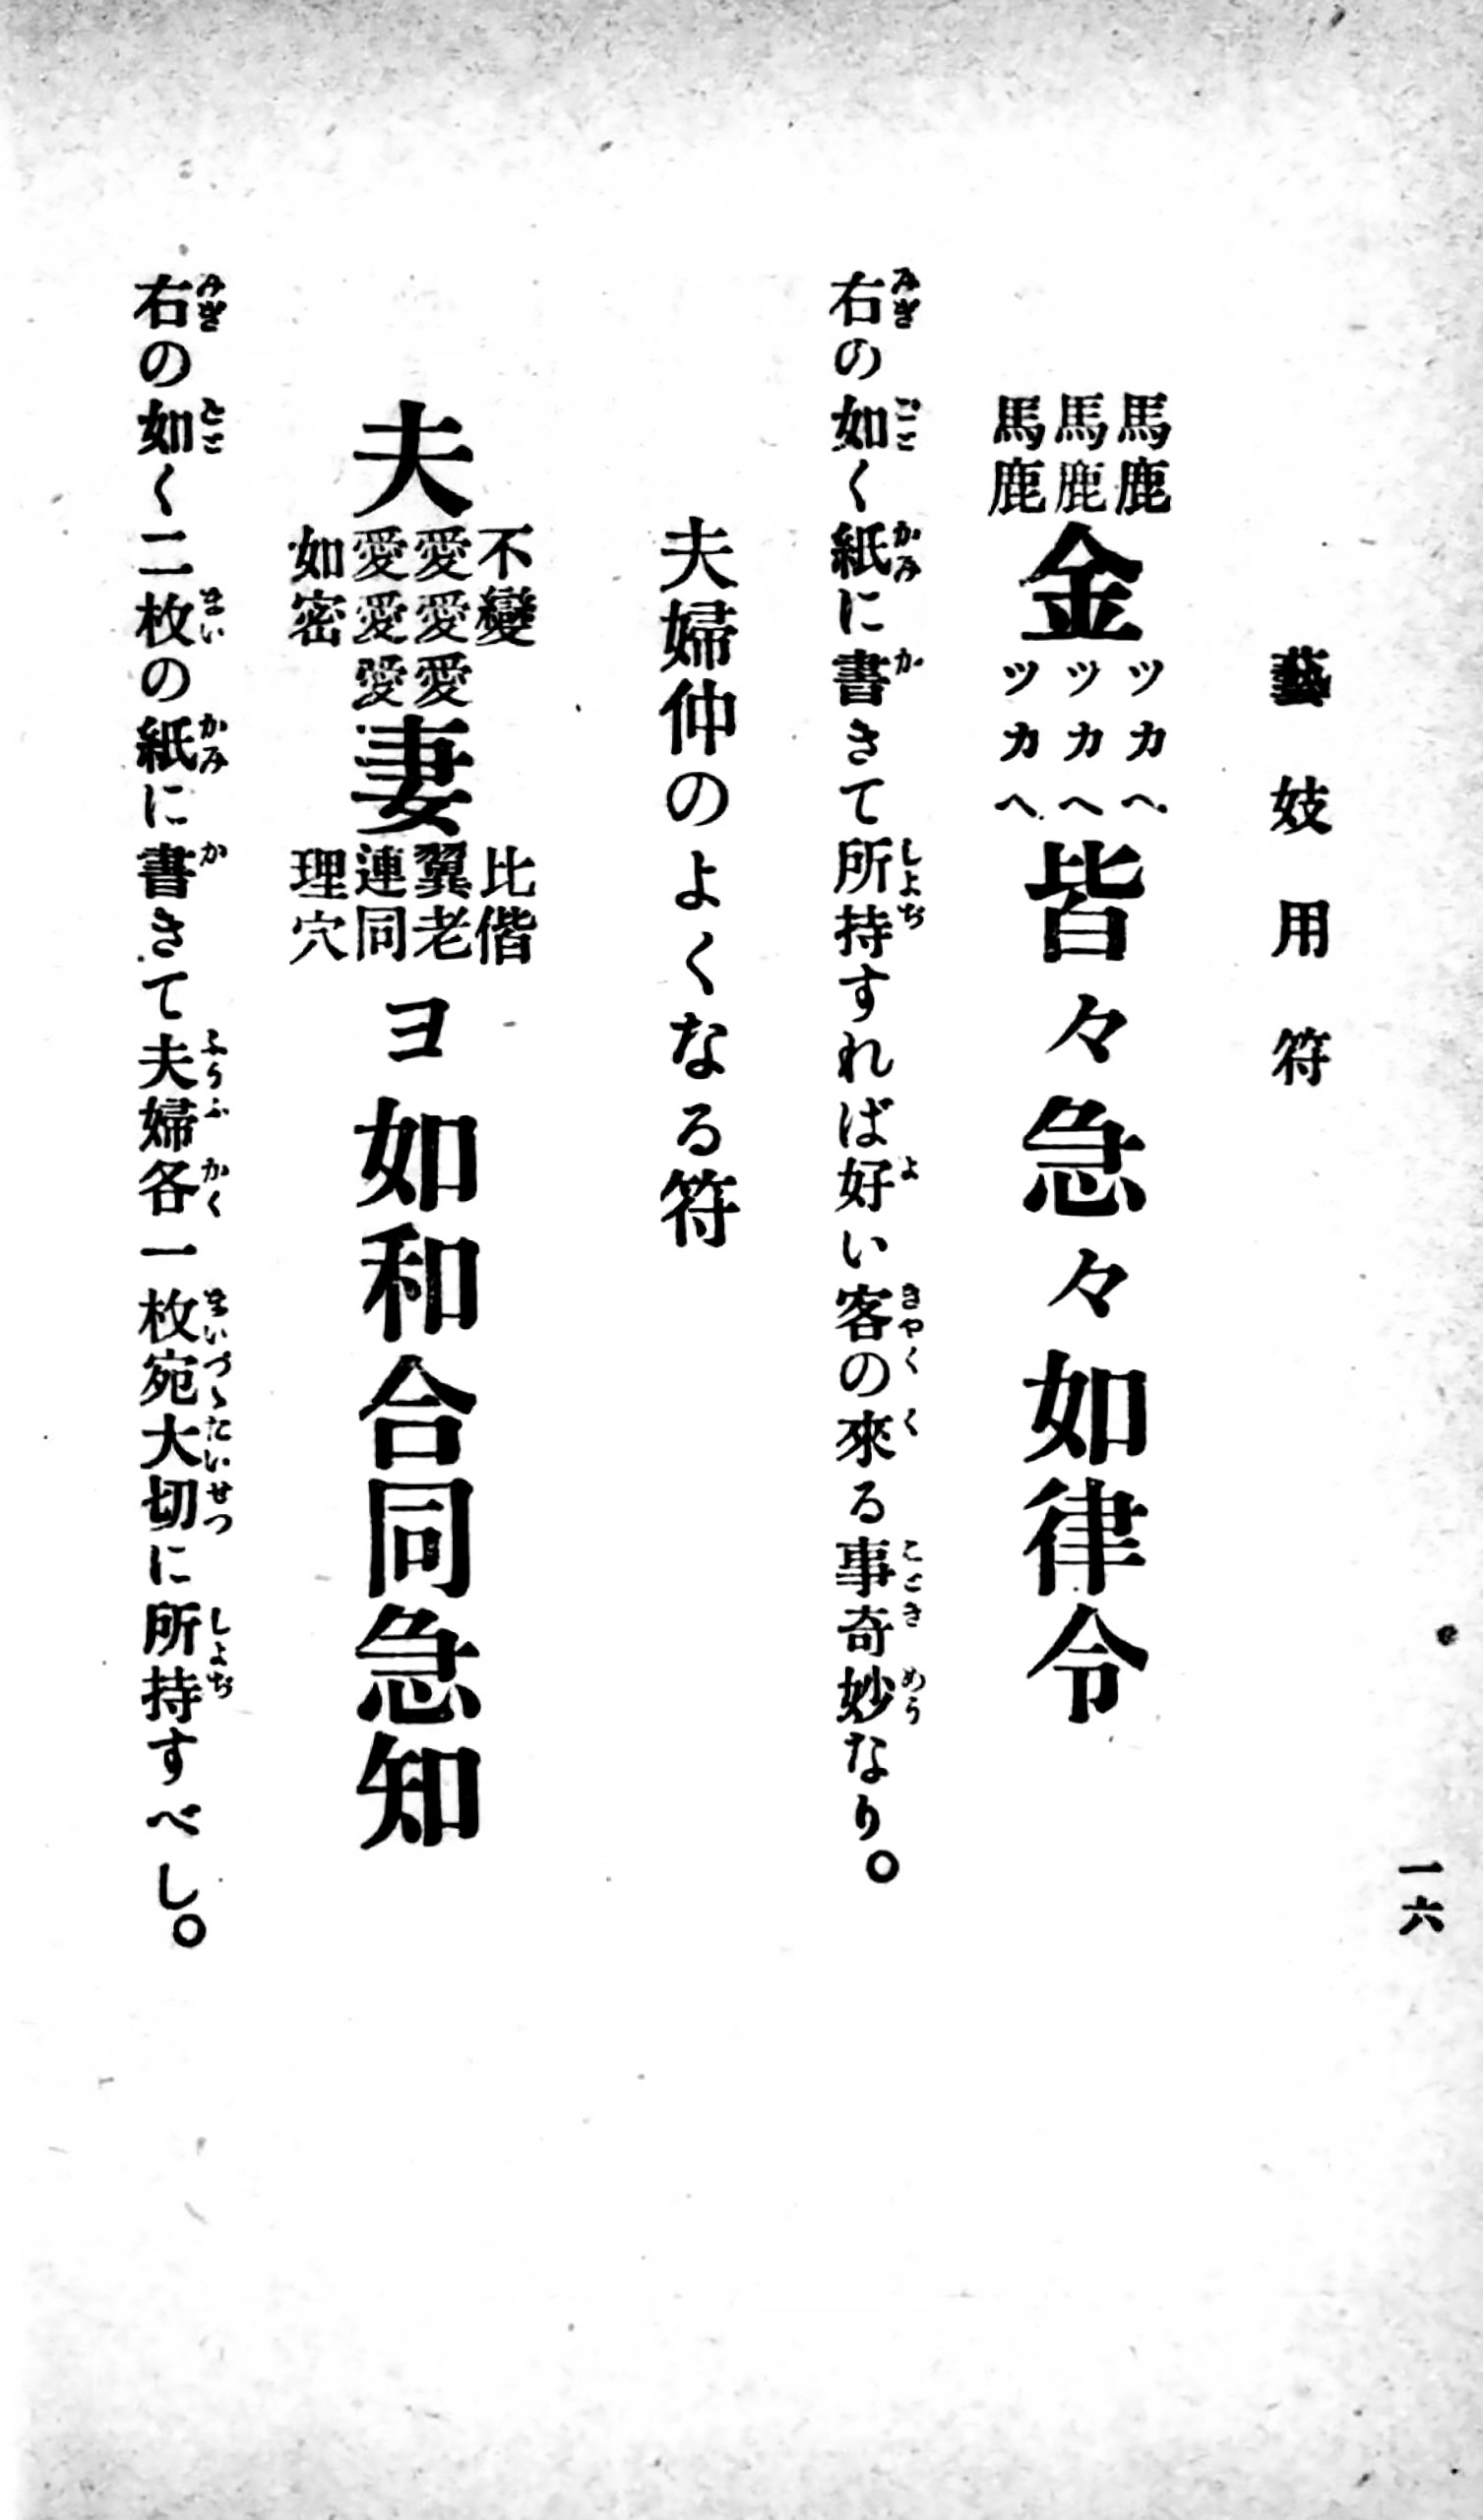 一六
藝妓用符
馬鹿 馬鹿 馬鹿 金 ツカヘ ツカヘ ツカヘ 皆々急々如律令
右の如く紙に書きて所持すれば好い客の來る事奇妙なり。
夫婦仲のよくなる符
夫 不變 愛愛愛 愛愛愛 如密 妻 比偕 翼老 連同 理穴 ヨ如和合同急知
右の如く二枚の紙に書きて夫婦各一枚宛大切に所持すべし。